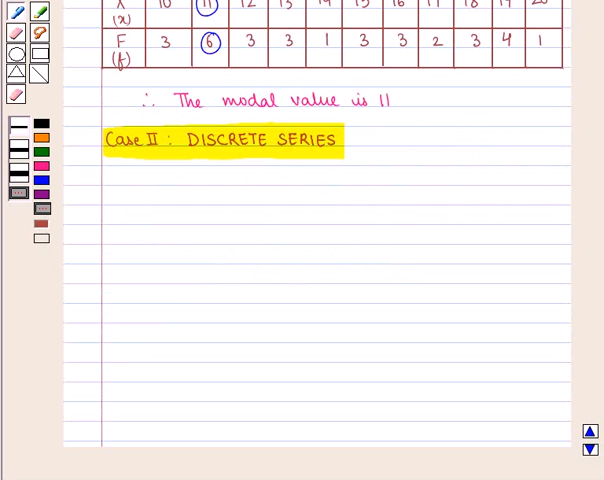 X 10 11 12 13 14 15 16 17 18 19 20
(x)
F 3 6 3 3 1 3 3 2 3 4 1
(f)
∴ The modal value is 11
Case II : DISCRETE SERIES